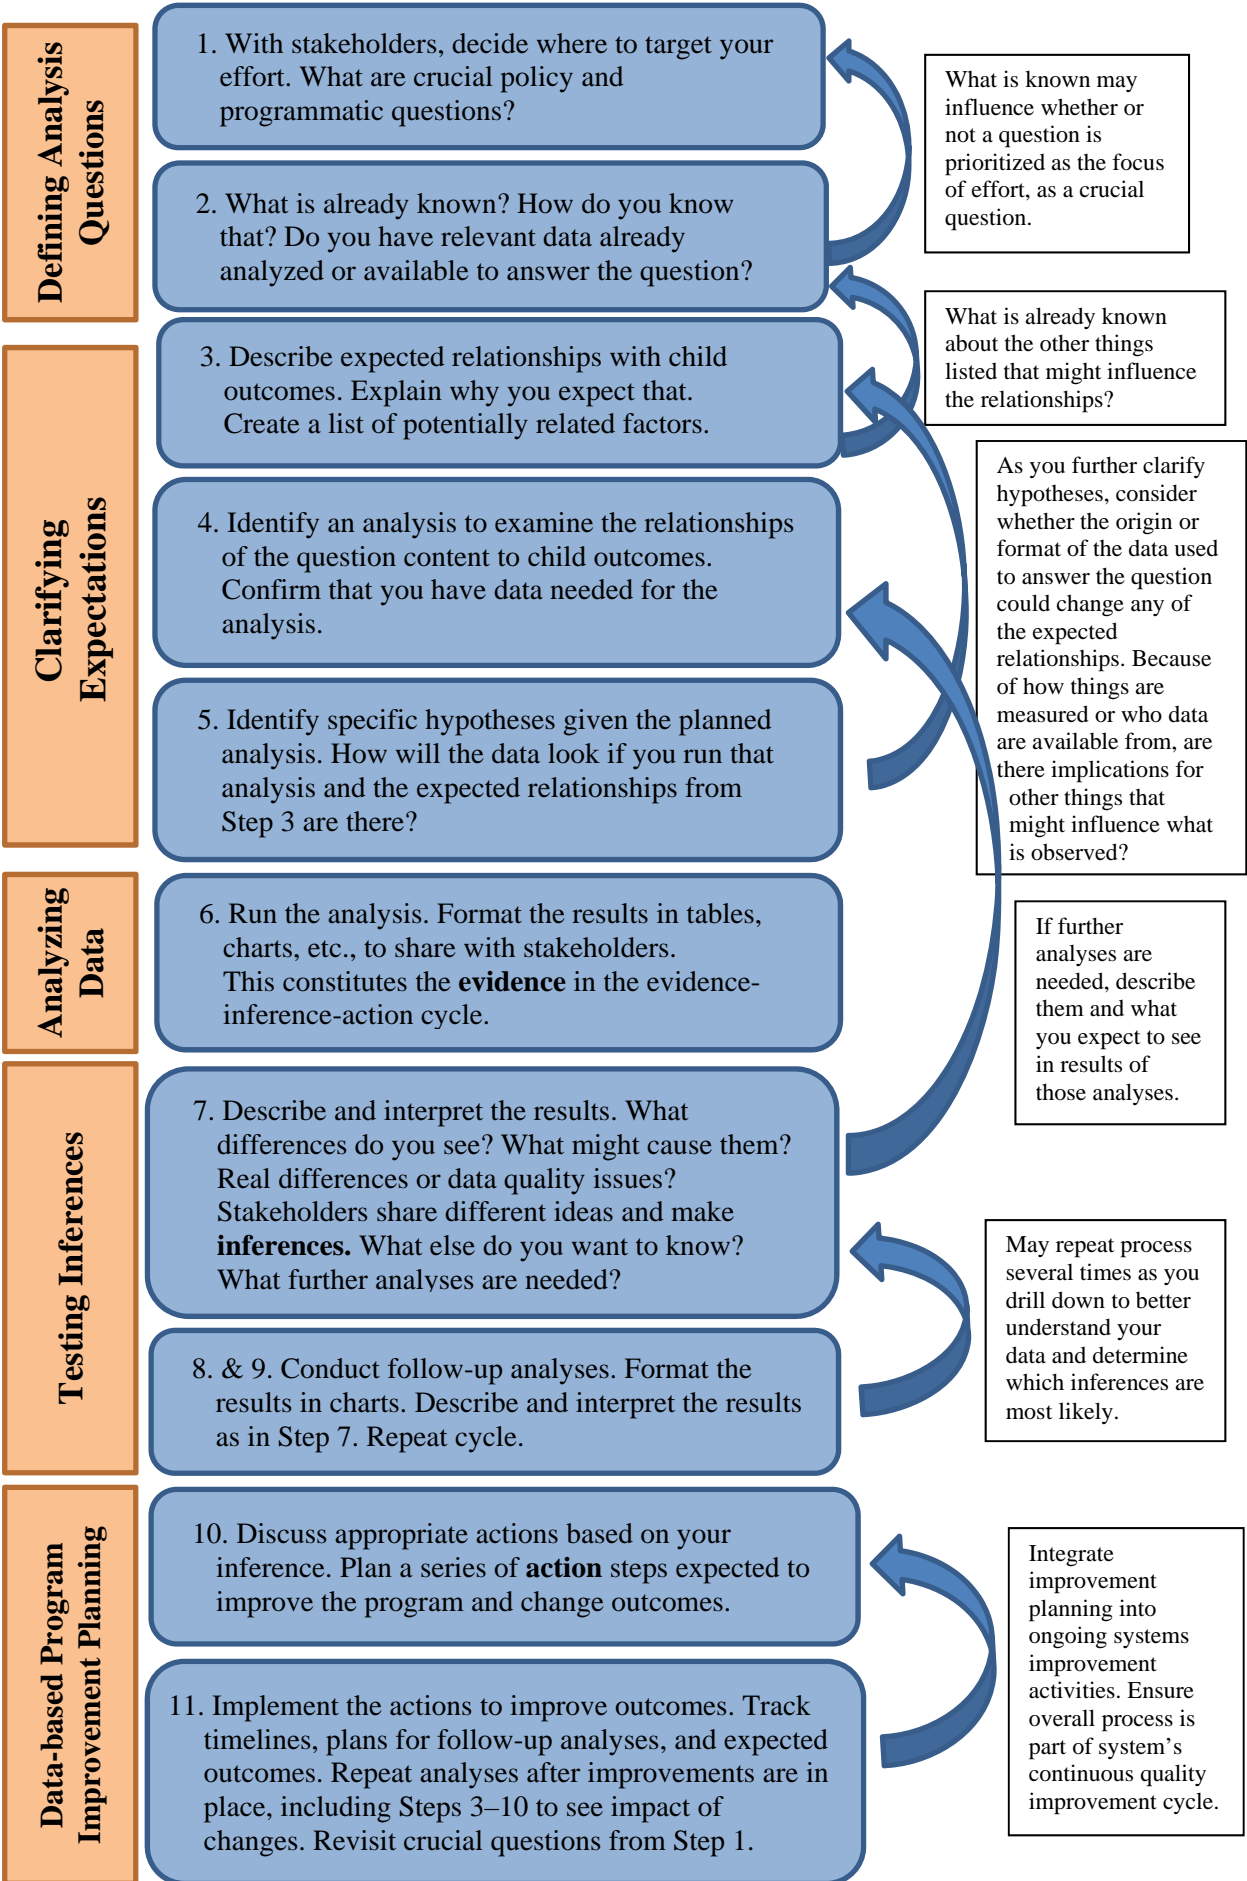 Defining Analysis
Questions
1. With stakeholders, decide where to target your
effort. What are crucial policy and
programmatic questions?
What is known may
influence whether or
not a question is
prioritized as the focus
of effort, as a crucial
question.
2. What is already known? How do you know
that? Do you have relevant data already
analyzed or available to answer the question?
What is already known
about the other things
listed that might influence
the relationships?
Clarifying
Expectations
3. Describe expected relationships with child
outcomes. Explain why you expect that.
Create a list of potentially related factors.
4. Identify an analysis to examine the relationships
of the question content to child outcomes.
Confirm that you have data needed for the
analysis.
As you further clarify
hypotheses, consider
whether the origin or
format of the data used
to answer the question
could change any of
the expected
relationships. Because
of how things are
measured or who data
are available from, are
there implications for
other things that
might influence what
is observed?
5. Identify specific hypotheses given the planned
analysis. How will the data look if you run that
analysis and the expected relationships from
Step 3 are there?
Analyzing
Data
6. Run the analysis. Format the results in tables,
charts, etc., to share with stakeholders.
This constitutes the evidence in the evidence-
inference-action cycle.
If further
analyses are
needed, describe
them and what
you expect to see
in results of
those analyses.
Testing Inferences
7. Describe and interpret the results. What
differences do you see? What might cause them?
Real differences or data quality issues?
Stakeholders share different ideas and make
inferences. What else do you want to know?
What further analyses are needed?
May repeat process
several times as you
drill down to better
understand your
data and determine
which inferences are
most likely.
8. & 9. Conduct follow-up analyses. Format the
results in charts. Describe and interpret the results
as in Step 7. Repeat cycle.
Data-based Program
Improvement Planning
10. Discuss appropriate actions based on your
inference. Plan a series of action steps expected to
improve the program and change outcomes.
Integrate
improvement
planning into
ongoing systems
improvement
activities. Ensure
overall process is
part of system’s
continuous quality
improvement cycle.
11. Implement the actions to improve outcomes. Track
timelines, plans for follow-up analyses, and expected
outcomes. Repeat analyses after improvements are in
place, including Steps 3–10 to see impact of
changes. Revisit crucial questions from Step 1.